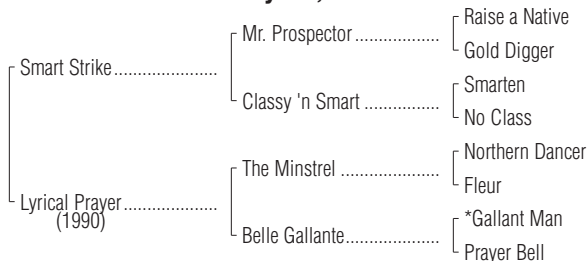 Raise a Native
Mr. Prospector..................
Gold Digger
Smart Strike......................
Smarten
Classy 'n Smart ................
No Class
Northern Dancer
The Minstrel .....................
Fleur
Lyrical Prayer....................
(1990)
*Gallant Man
Belle Gallante....................
Prayer Bell